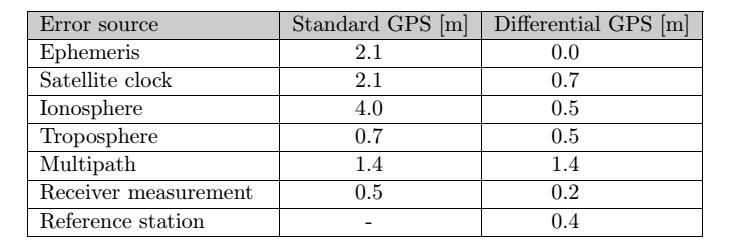 Error source Standard GPS [m] Differential GPS [m]
Ephemeris 2.1 0.0
Satellite clock 2.1 0.7
Ionosphere 4.0 0.5
Troposphere 0.7 0.5
Multipath 1.4 1.4
Receiver measurement 0.5 0.2
Reference station - 0.4